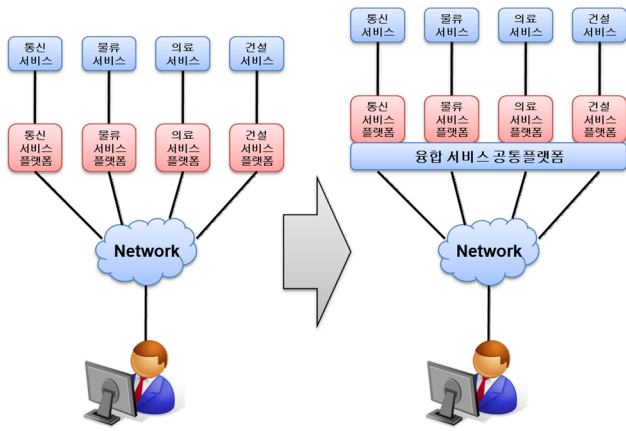 통신
서비스
물류
서비스
의료
서비스
건설
서비스
통신
서비스
플랫폼
물류
서비스
플랫폼
의료
서비스
플랫폼
건설
서비스
플랫폼
Network
통신
서비스
물류
서비스
의료
서비스
건설
서비스
통신
서비스
플랫폼
물류
서비스
플랫폼
의료
서비스
플랫폼
건설
서비스
플랫폼
융합 서비스 공통플랫폼
Network